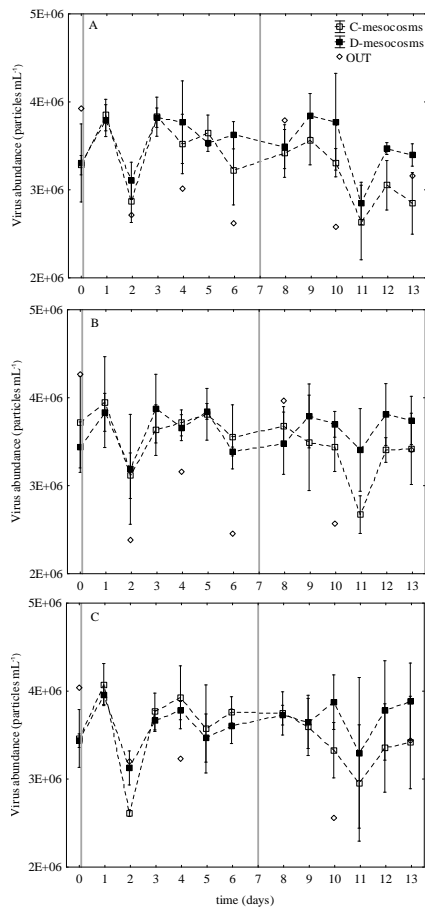 A
C-mesocosms
D-mesocosms
OUT
Virus abundance (particles mL⁻¹)
5E+06
4E+06
3E+06
2E+06
0 1 2 3 4 5 6 7 8 9 10 11 12 13
B
Virus abundance (particles mL⁻¹)
5E+06
4E+06
3E+06
2E+06
0 1 2 3 4 5 6 7 8 9 10 11 12 13
C
Virus abundance (particles mL⁻¹)
5E+06
4E+06
3E+06
2E+06
0 1 2 3 4 5 6 7 8 9 10 11 12 13
time (days)